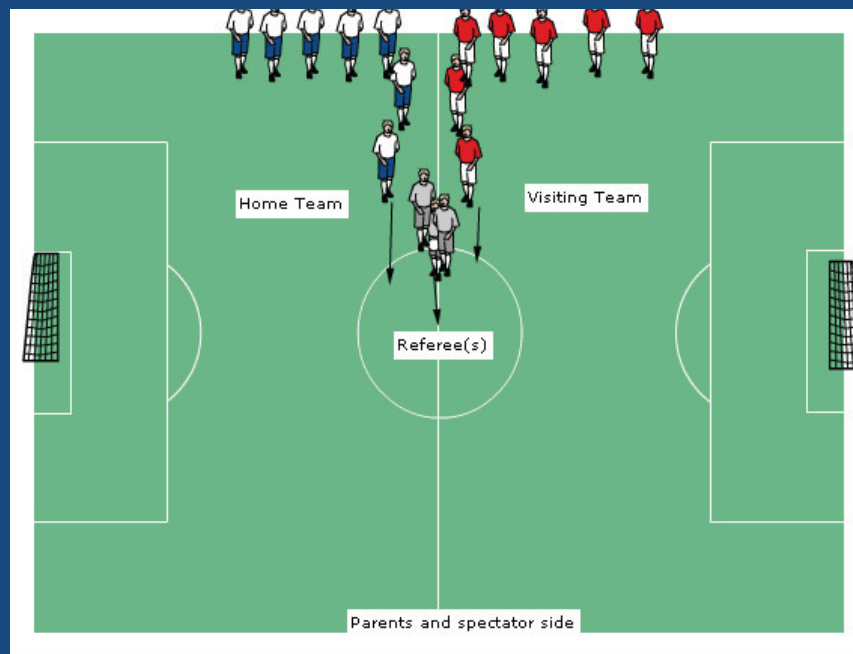 Home Team
Visiting Team
Referee(s)
Parents and spectator side